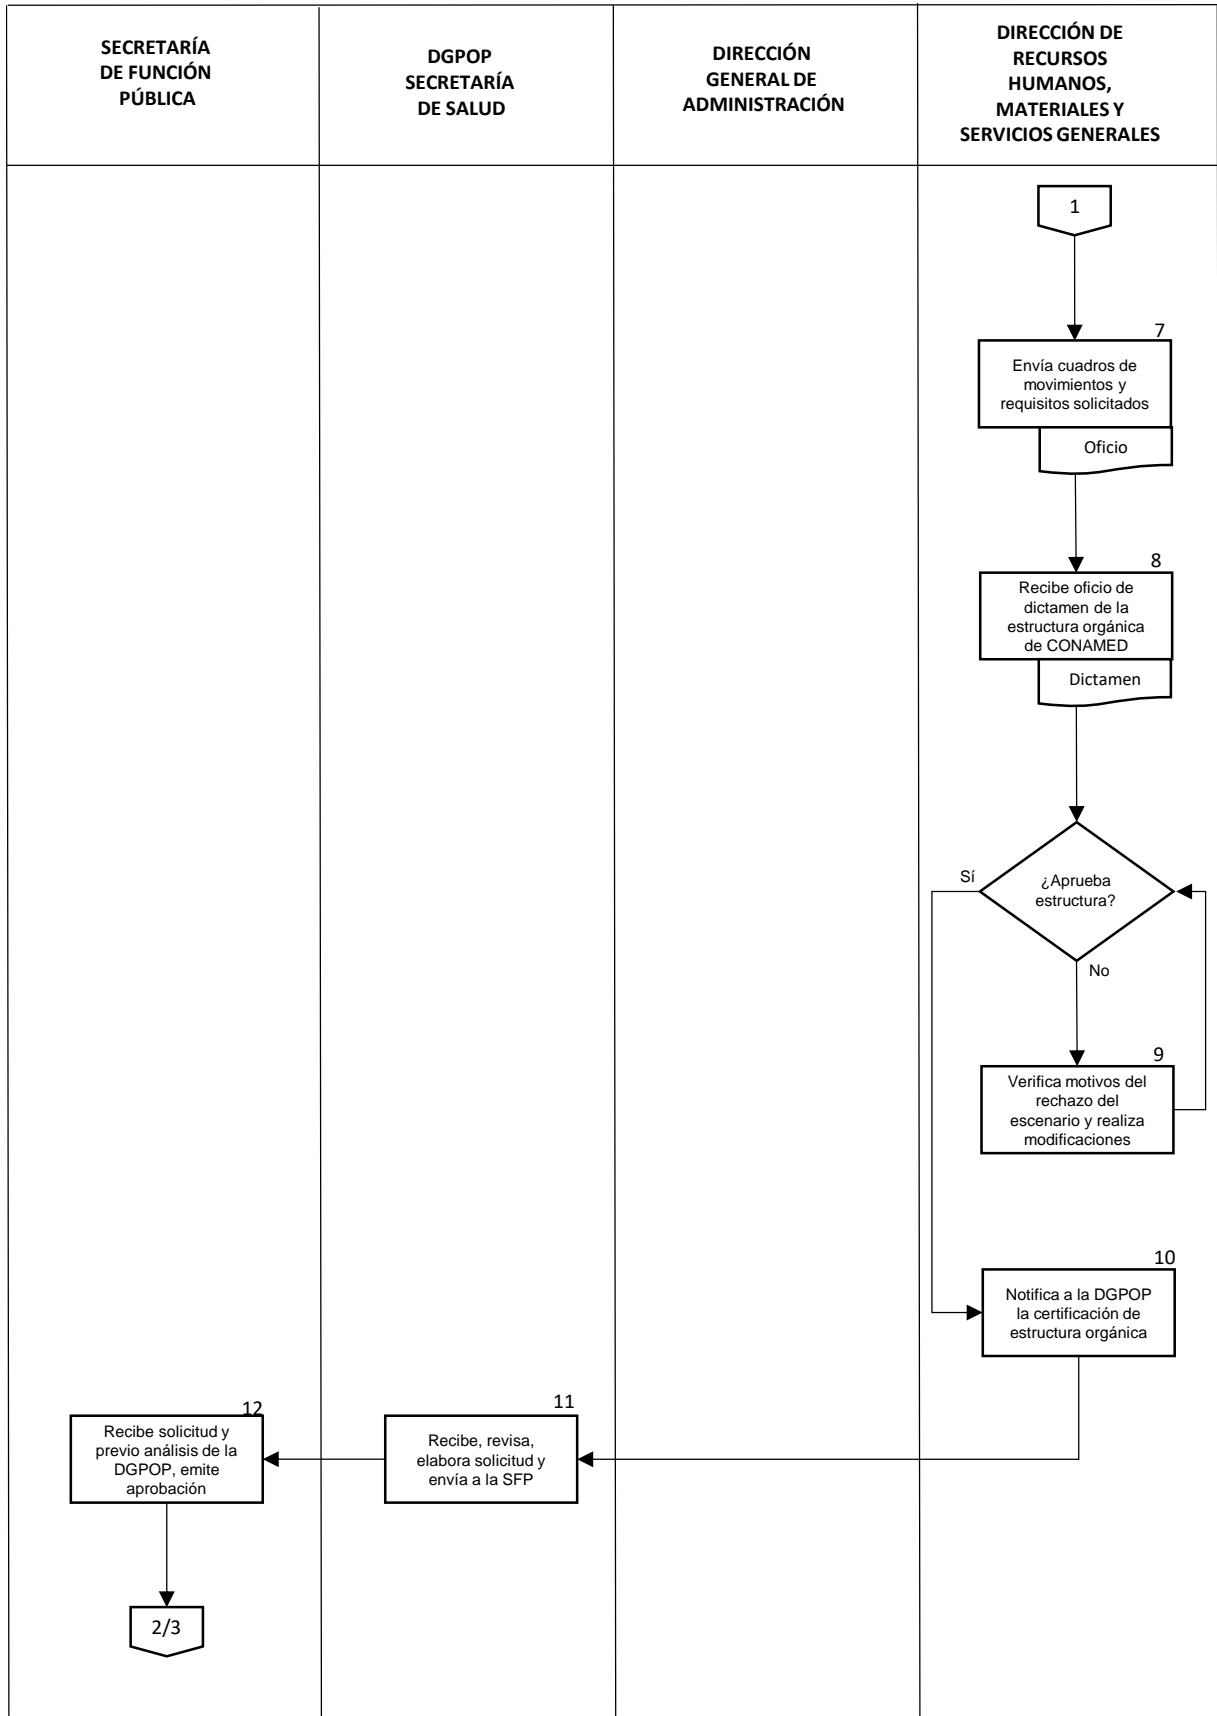 SECRETARÍA
DE FUNCIÓN
PÚBLICA
DGPOP
SECRETARÍA
DE SALUD
DIRECCIÓN
GENERAL DE
ADMINISTRACIÓN
DIRECCIÓN DE
RECURSOS
HUMANOS,
MATERIALES Y
SERVICIOS GENERALES
1
7
Envía cuadros de
movimientos y
requisitos solicitados
Oficio
8
Recibe oficio de
dictamen de la
estructura orgánica
de CONAMED
Dictamen
Sí
¿Aprueba
estructura?
No
9
Verifica motivos del
rechazo del
escenario y realiza
modificaciones
10
Notifica a la DGPOP
la certificación de
estructura orgánica
11
Recibe, revisa,
elabora solicitud y
envía a la SFP
12
Recibe solicitud y
previo análisis de la
DGPOP, emite
aprobación
2/3